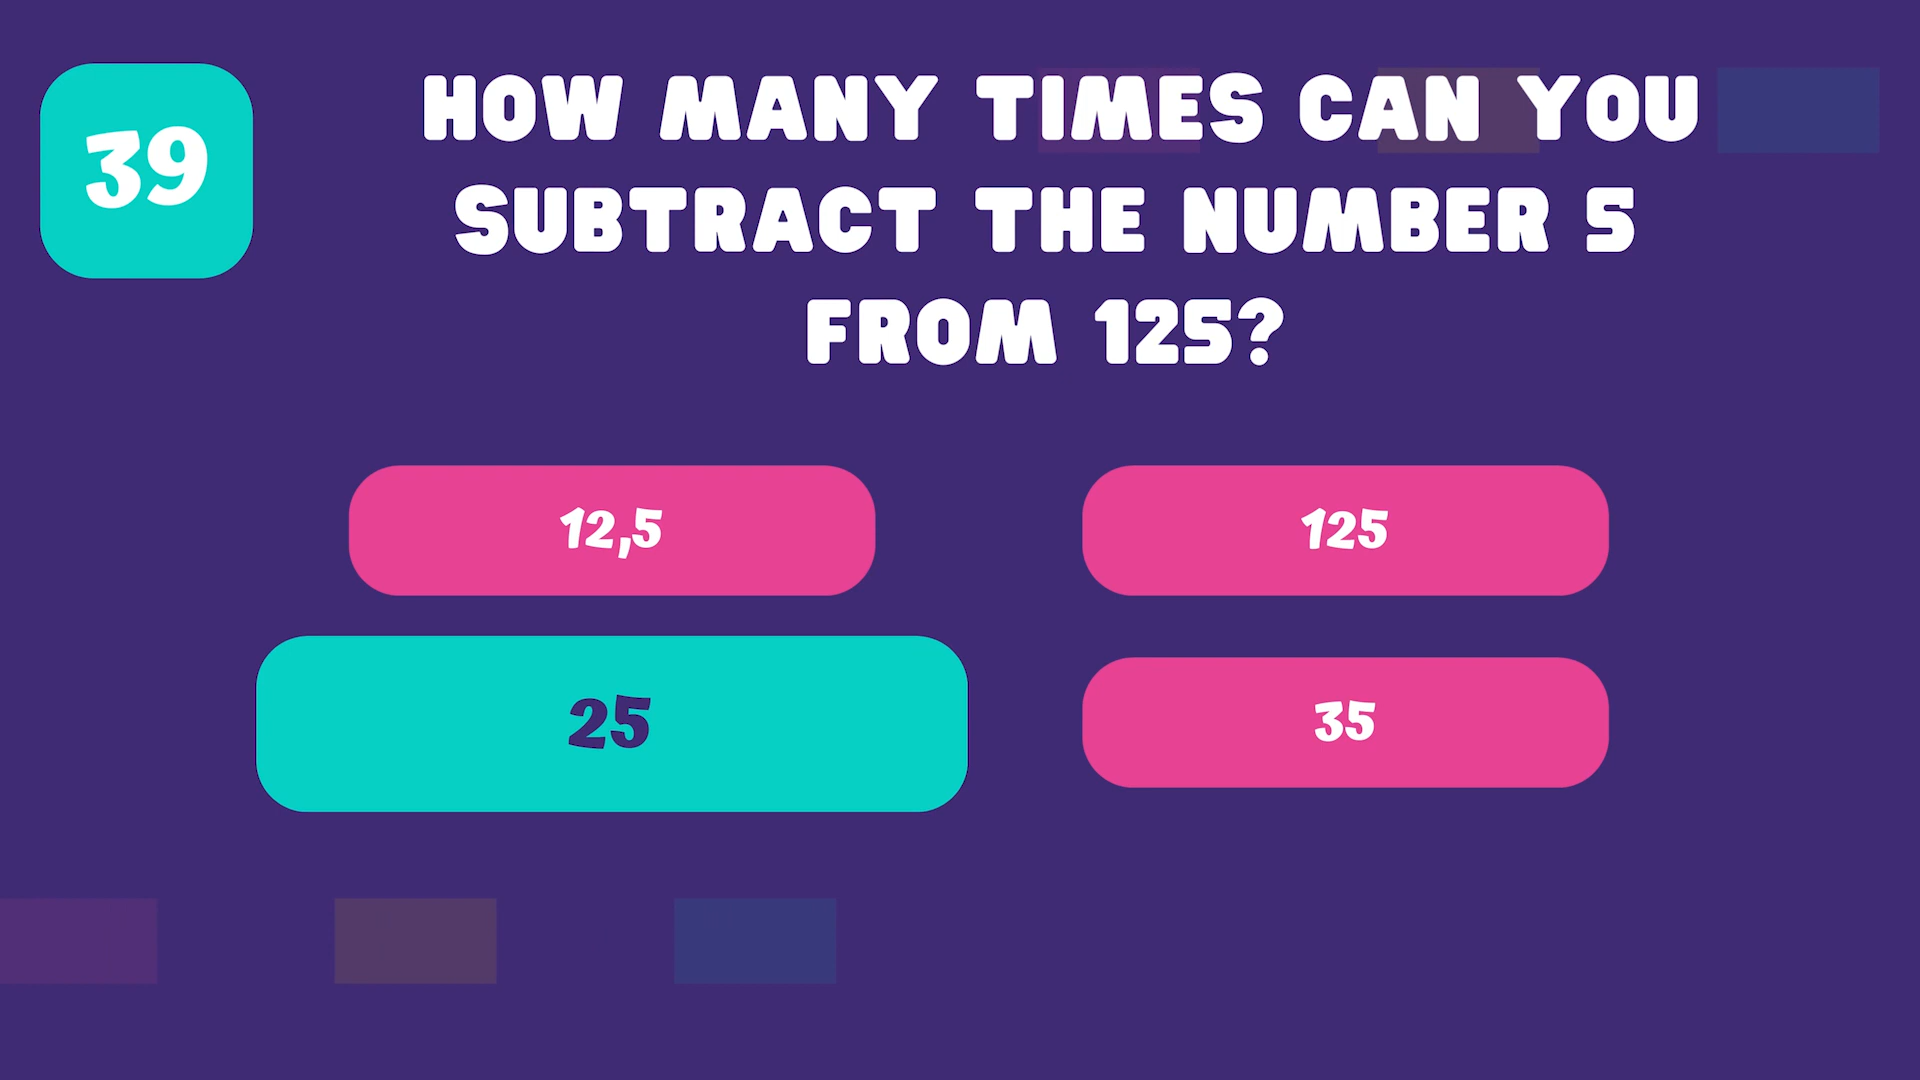 39
HOW MANY TIMES CAN YOU
SUBTRACT THE NUMBER 5
FROM 125?
12,5
125
25
35